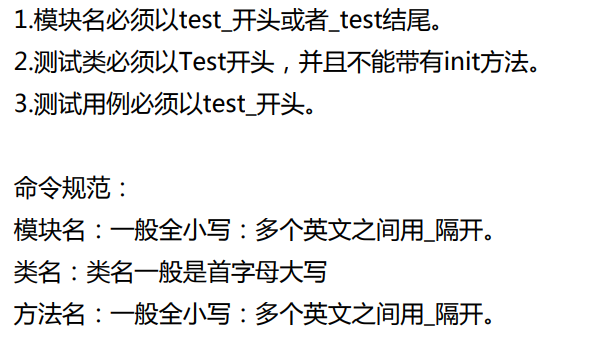 1.模块名必须以test_开头或者_test结尾。
2.测试类必须以Test开头，并且不能带有init方法。
3.测试用例必须以test_开头。
命令规范：
模块名：一般全小写：多个英文之间用_隔开。
类名：类名一般是首字母大写
方法名：一般全小写：多个英文之间用_隔开。